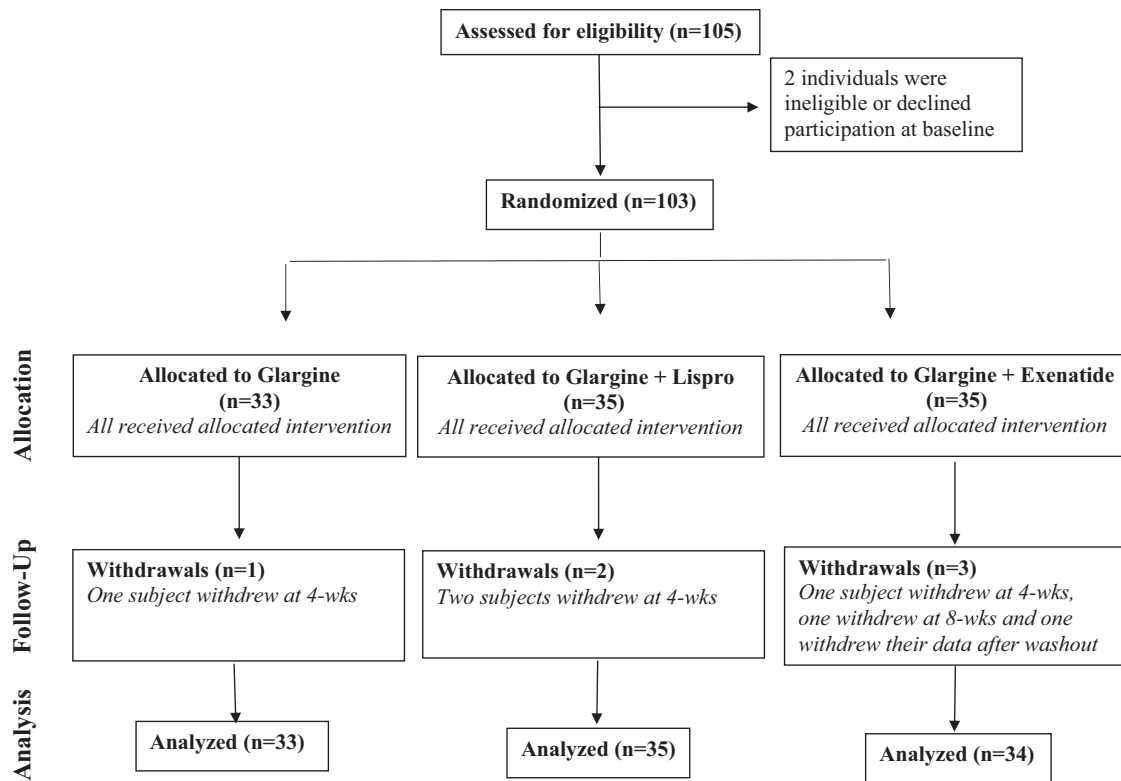 Assessed for eligibility (n=105)
2 individuals were
ineligible or declined
participation at baseline
Randomized (n=103)
Allocation
Allocated to Glargine
(n=33)
All received allocated intervention
Allocated to Glargine + Lispro
(n=35)
All received allocated intervention
Allocated to Glargine + Exenatide
(n=35)
All received allocated intervention
Follow-Up
Withdrawals (n=1)
One subject withdrew at 4-wks
Withdrawals (n=2)
Two subjects withdrew at 4-wks
Withdrawals (n=3)
One subject withdrew at 4-wks,
one withdrew at 8-wks and one
withdrew their data after washout
Analysis
Analyzed (n=33)
Analyzed (n=35)
Analyzed (n=34)